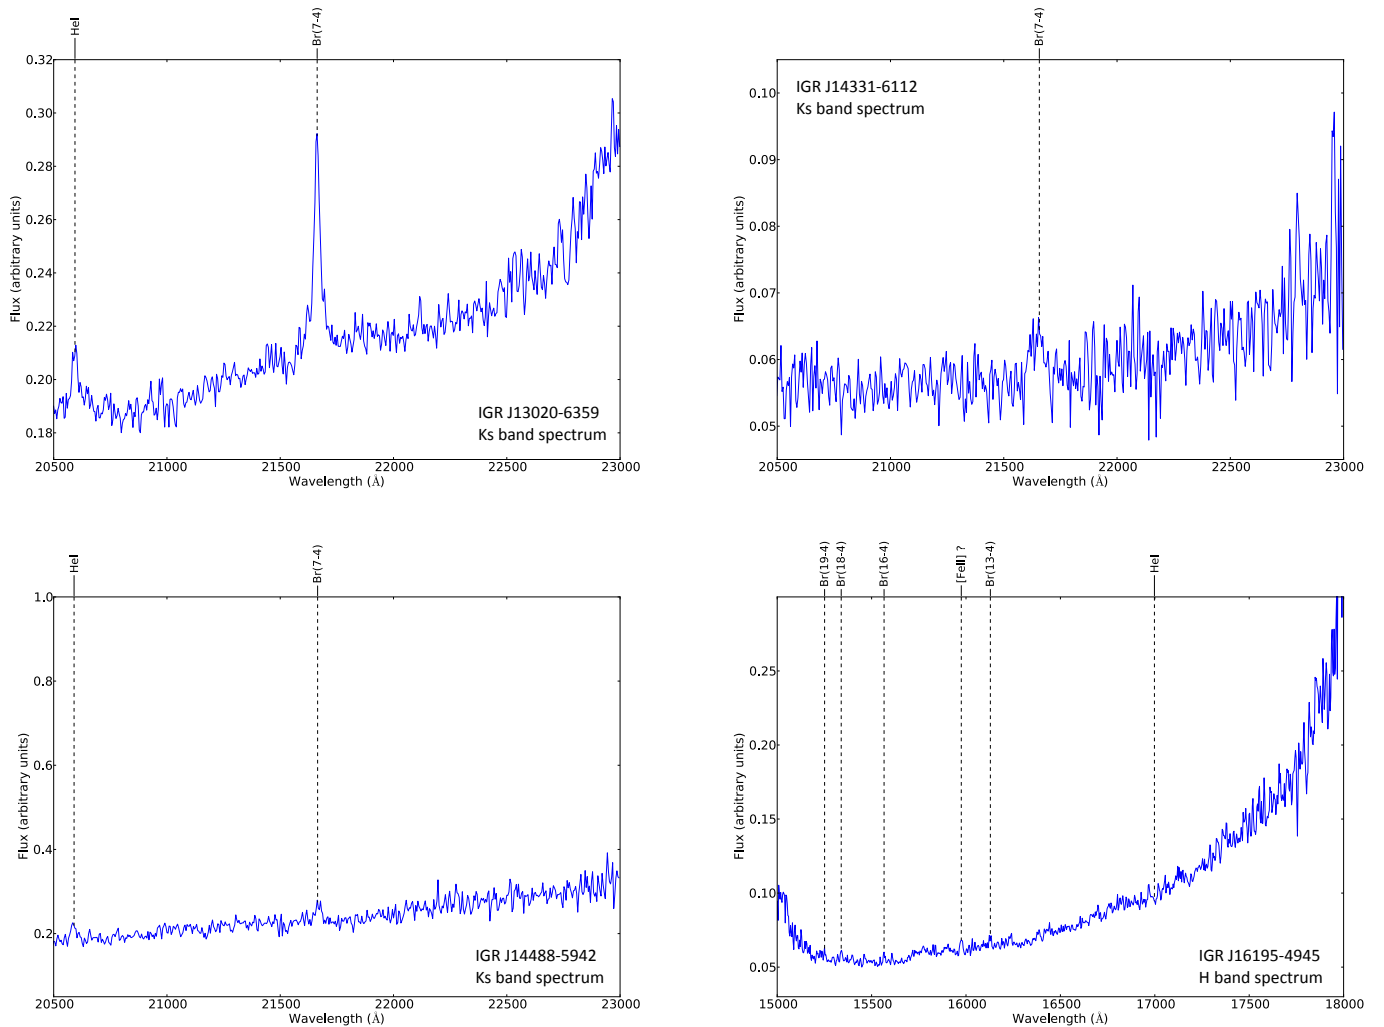 HeI
Br(7-4)
0.32
0.30
0.28
0.26
0.24
0.22
0.20
0.18
Flux (arbitrary units)
IGR J13020-6359
Ks band spectrum
20500 21000 21500 22000 22500 23000
Wavelength (Å)
Br(7-4)
IGR J14331-6112
Ks band spectrum
0.10
0.09
0.08
0.07
0.06
0.05
Flux (arbitrary units)
20500 21000 21500 22000 22500 23000
Wavelength (Å)
HeI
Br(7-4)
1.0
0.8
0.6
0.4
0.2
Flux (arbitrary units)
IGR J14488-5942
Ks band spectrum
20500 21000 21500 22000 22500 23000
Wavelength (Å)
Br(19-4)
Br(18-4)
Br(16-4)
[FeII] ?
Br(13-4)
HeI
0.25
0.20
0.15
0.10
0.05
Flux (arbitrary units)
IGR J16195-4945
H band spectrum
15000 15500 16000 16500 17000 17500 18000
Wavelength (Å)